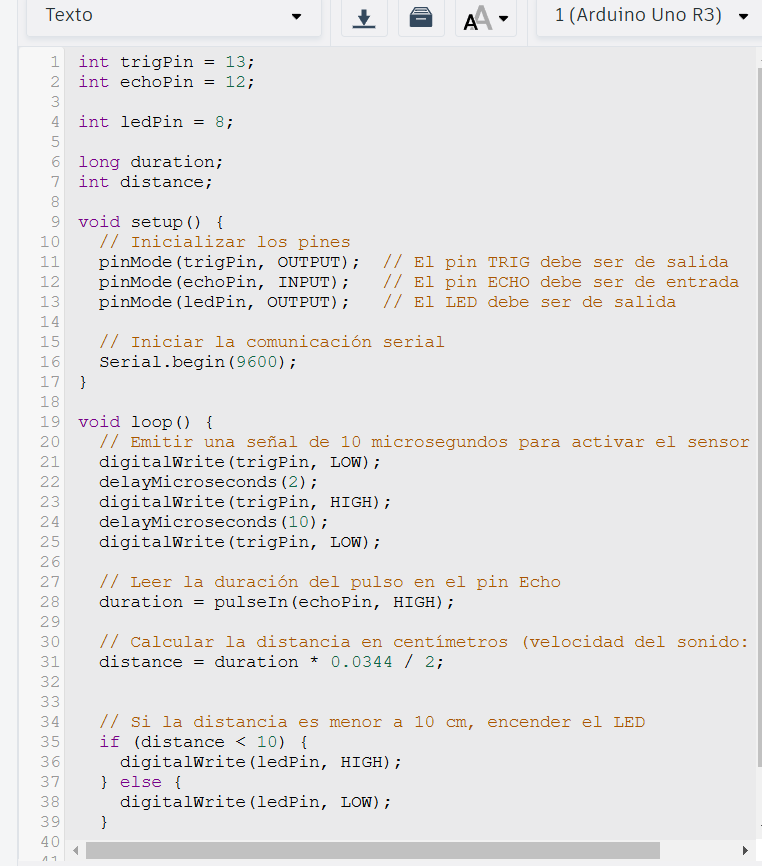 Texto
1 (Arduino Uno R3)
1 int trigPin = 13;
2 int echoPin = 12;
3
4 int ledPin = 8;
5
6 long duration;
7 int distance;
8
9 void setup() {
10   // Inicializar los pines
11   pinMode(trigPin, OUTPUT);  // El pin TRIG debe ser de salida
12   pinMode(echoPin, INPUT);   // El pin ECHO debe ser de entrada
13   pinMode(ledPin, OUTPUT);   // El LED debe ser de salida
14
15   // Iniciar la comunicación serial
16   Serial.begin(9600);
17 }
18
19 void loop() {
20   // Emitir una señal de 10 microsegundos para activar el sensor
21   digitalWrite(trigPin, LOW);
22   delayMicroseconds(2);
23   digitalWrite(trigPin, HIGH);
24   delayMicroseconds(10);
25   digitalWrite(trigPin, LOW);
26
27   // Leer la duración del pulso en el pin Echo
28   duration = pulseIn(echoPin, HIGH);
29
30   // Calcular la distancia en centímetros (velocidad del sonido:
31   distance = duration * 0.0344 / 2;
32
33
34   // Si la distancia es menor a 10 cm, encender el LED
35   if (distance < 10) {
36     digitalWrite(ledPin, HIGH);
37   } else {
38     digitalWrite(ledPin, LOW);
39   }
40